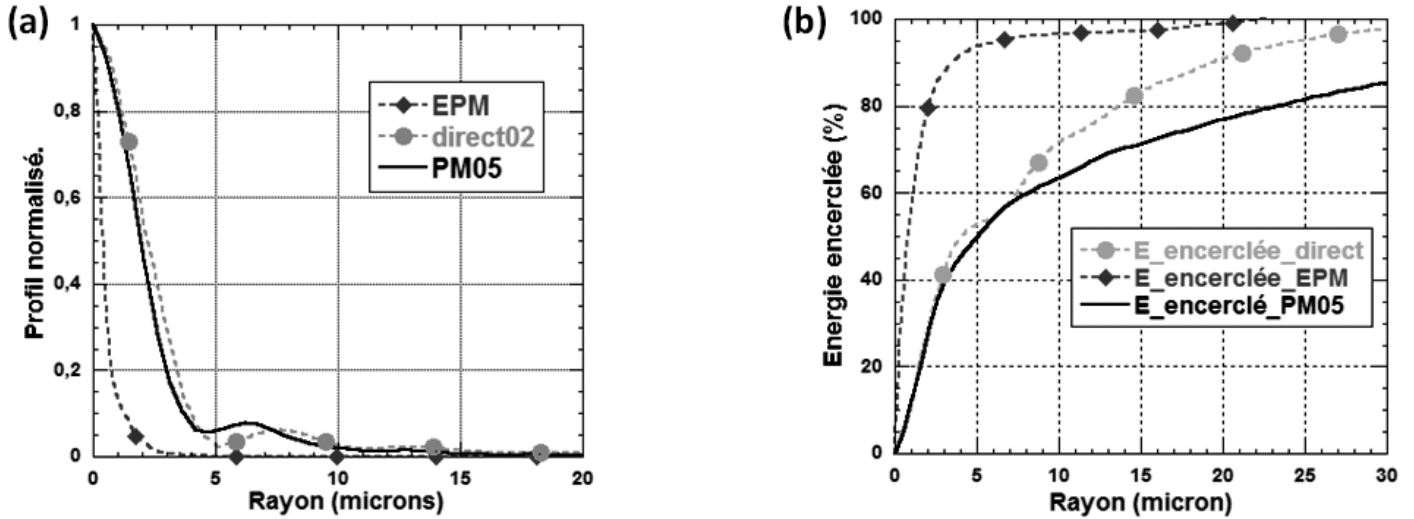 (a)
Profil normalisé.
1
0,8
0,6
0,4
0,2
0
EPM
direct02
PM05
0 5 10 15 20
Rayon (microns)
(b)
Energie encerclée (%)
100
80
60
40
20
0
E_encerclée_direct
E_encerclée_EPM
E_encerclé_PM05
0 5 10 15 20 25 30
Rayon (micron)